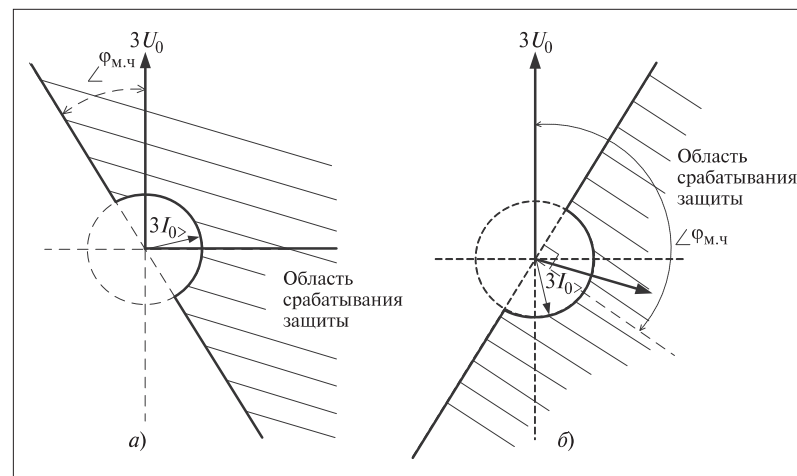 3U₀
∠φм.ч
3I₀>
Область
срабатывания
защиты
а)
3U₀
Область
срабатывания
защиты
∠φм.ч
3I₀>
б)